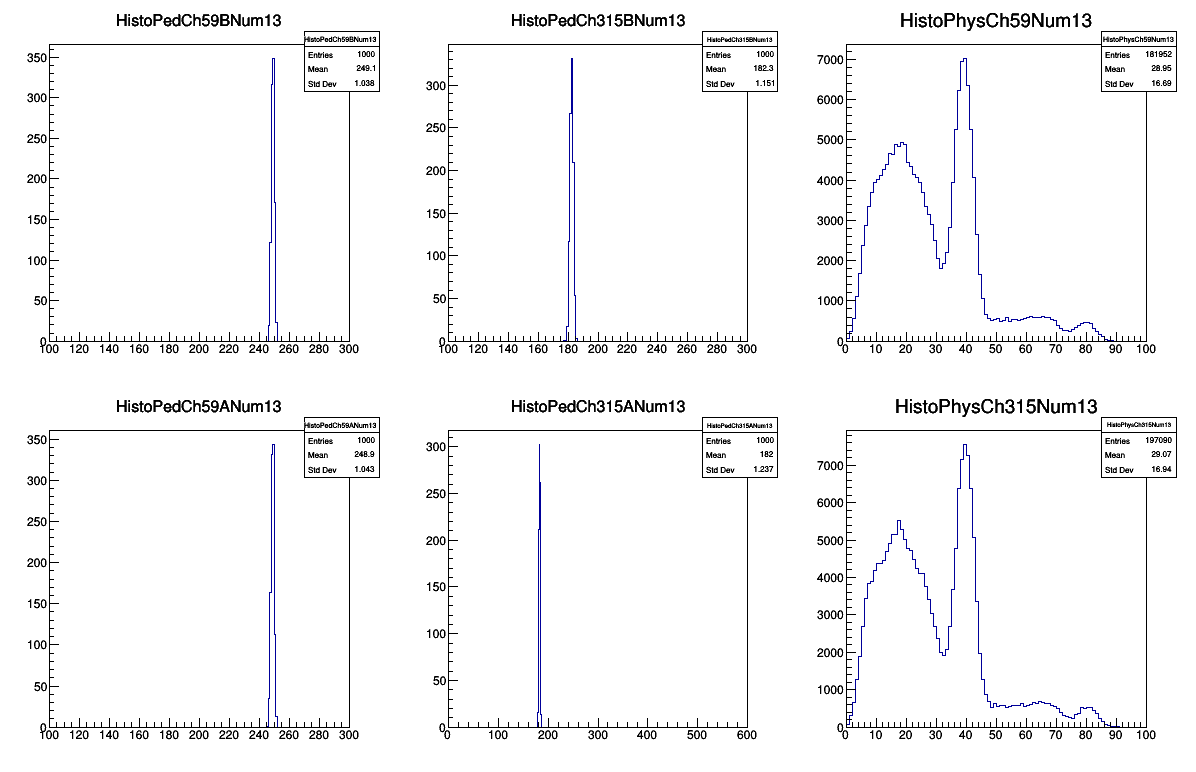 HistoPedCh59BNum13
HistoPedCh59BNum13
Entries 1000
Mean 249.1
Std Dev 1.038
350
300
250
200
150
100
50
0
100 120 140 160 180 200 220 240 260 280 300
HistoPedCh315BNum13
HistoPedCh315BNum13
Entries 1000
Mean 182.3
Std Dev 1.151
300
250
200
150
100
50
0
100 120 140 160 180 200 220 240 260 280 300
HistoPhysCh59Num13
HistoPhysCh59Num13
Entries 181952
Mean 28.95
Std Dev 16.69
7000
6000
5000
4000
3000
2000
1000
0
0 10 20 30 40 50 60 70 80 90 100
HistoPedCh59ANum13
HistoPedCh59ANum13
Entries 1000
Mean 248.9
Std Dev 1.043
350
300
250
200
150
100
50
0
100 120 140 160 180 200 220 240 260 280 300
HistoPedCh315ANum13
HistoPedCh315ANum13
Entries 1000
Mean 182
Std Dev 1.237
300
250
200
150
100
50
0
0 100 200 300 400 500 600
HistoPhysCh315Num13
HistoPhysCh315Num13
Entries 197090
Mean 29.07
Std Dev 16.94
7000
6000
5000
4000
3000
2000
1000
0
0 10 20 30 40 50 60 70 80 90 100